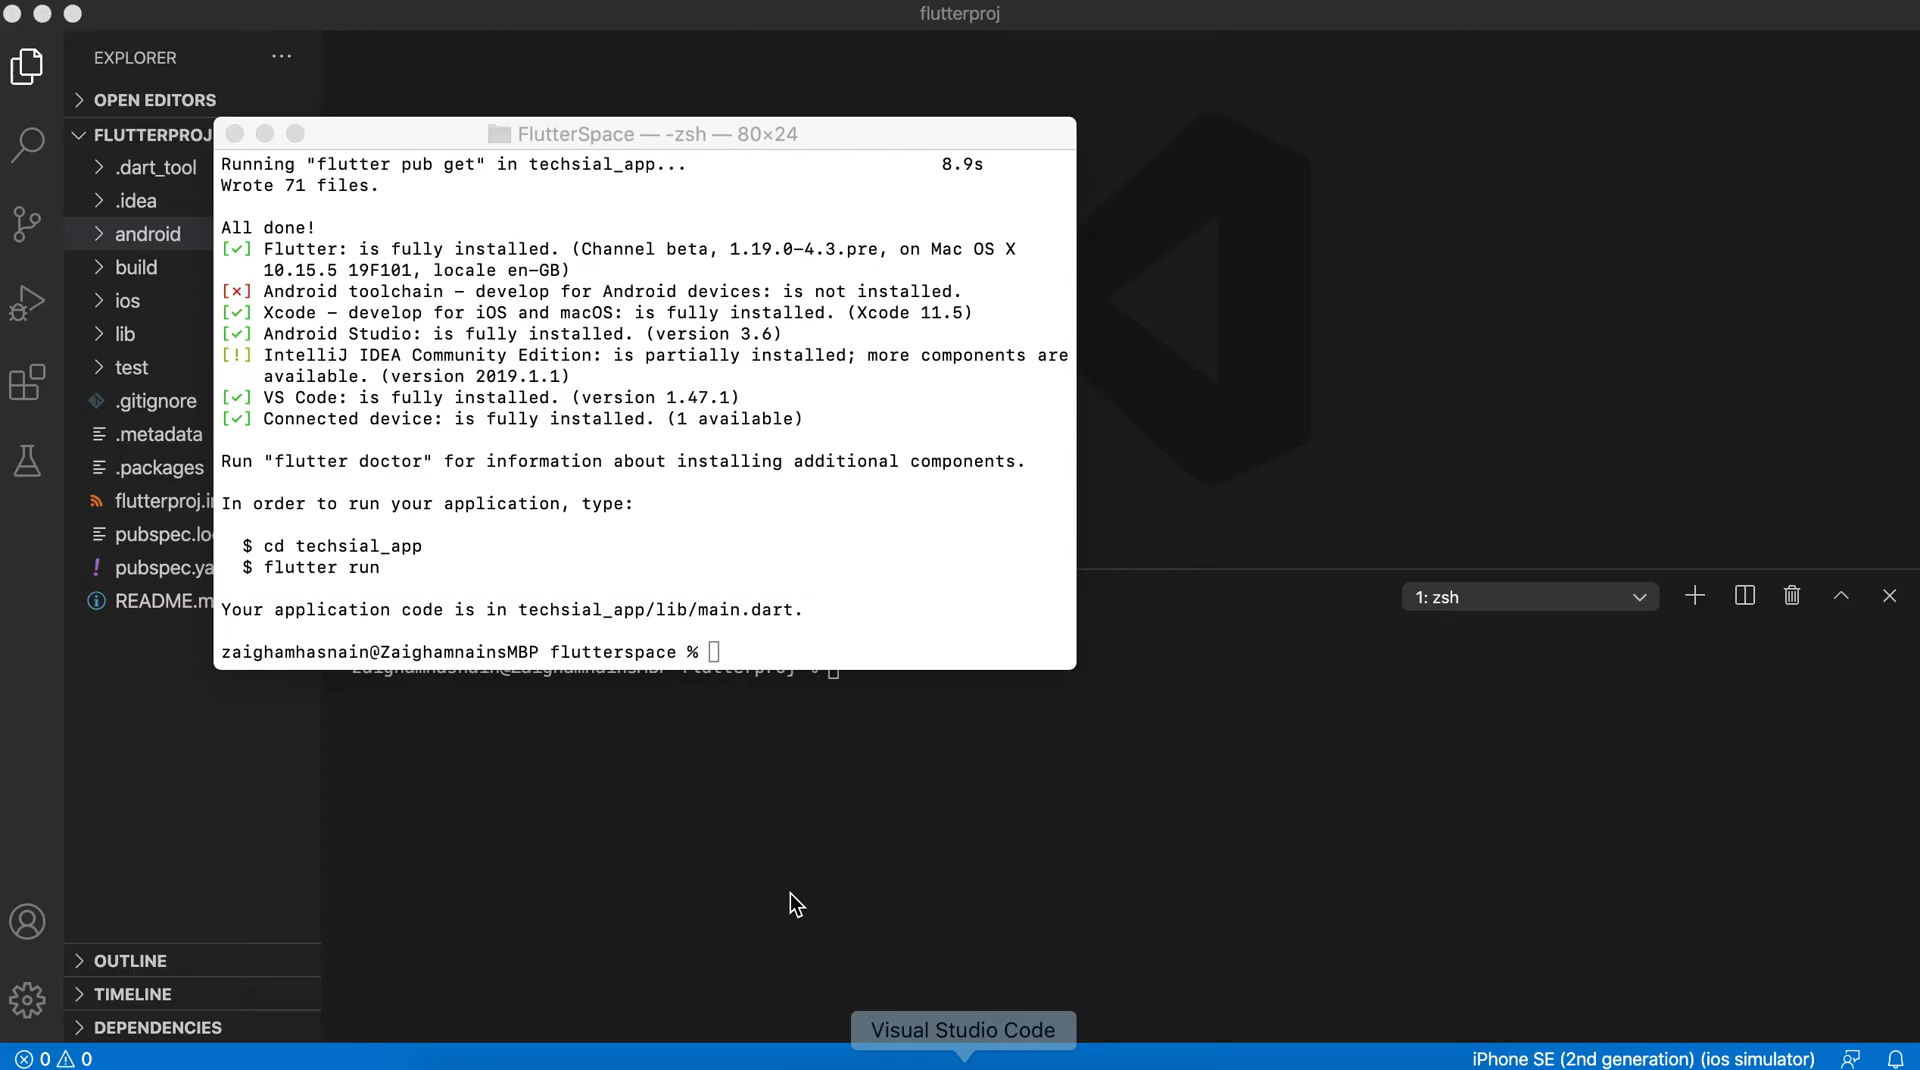 flutterproj
EXPLORER
OPEN EDITORS
FLUTTERPROJ
.dart_tool
.idea
android
build
ios
lib
test
.gitignore
.metadata
.packages
flutterproj.i
pubspec.lo
pubspec.ya
README.m
FlutterSpace — -zsh — 80×24
Running "flutter pub get" in techsial_app... 8.9s
Wrote 71 files.
All done!
[✓] Flutter: is fully installed. (Channel beta, 1.19.0-4.3.pre, on Mac OS X
10.15.5 19F101, locale en-GB)
[✗] Android toolchain - develop for Android devices: is not installed.
[✓] Xcode - develop for iOS and macOS: is fully installed. (Xcode 11.5)
[✓] Android Studio: is fully installed. (version 3.6)
[!] IntelliJ IDEA Community Edition: is partially installed; more components are
available. (version 2019.1.1)
[✓] VS Code: is fully installed. (version 1.47.1)
[✓] Connected device: is fully installed. (1 available)
Run "flutter doctor" for information about installing additional components.
In order to run your application, type:
$ cd techsial_app
$ flutter run
Your application code is in techsial_app/lib/main.dart.
zaighamhasnain@ZaighamnainsMBP flutterspace %
zaighamhasnain@ZaighamnainsMBP flutterproj %
1: zsh
OUTLINE
TIMELINE
DEPENDENCIES
Visual Studio Code
0 0
iPhone SE (2nd generation) (ios simulator)